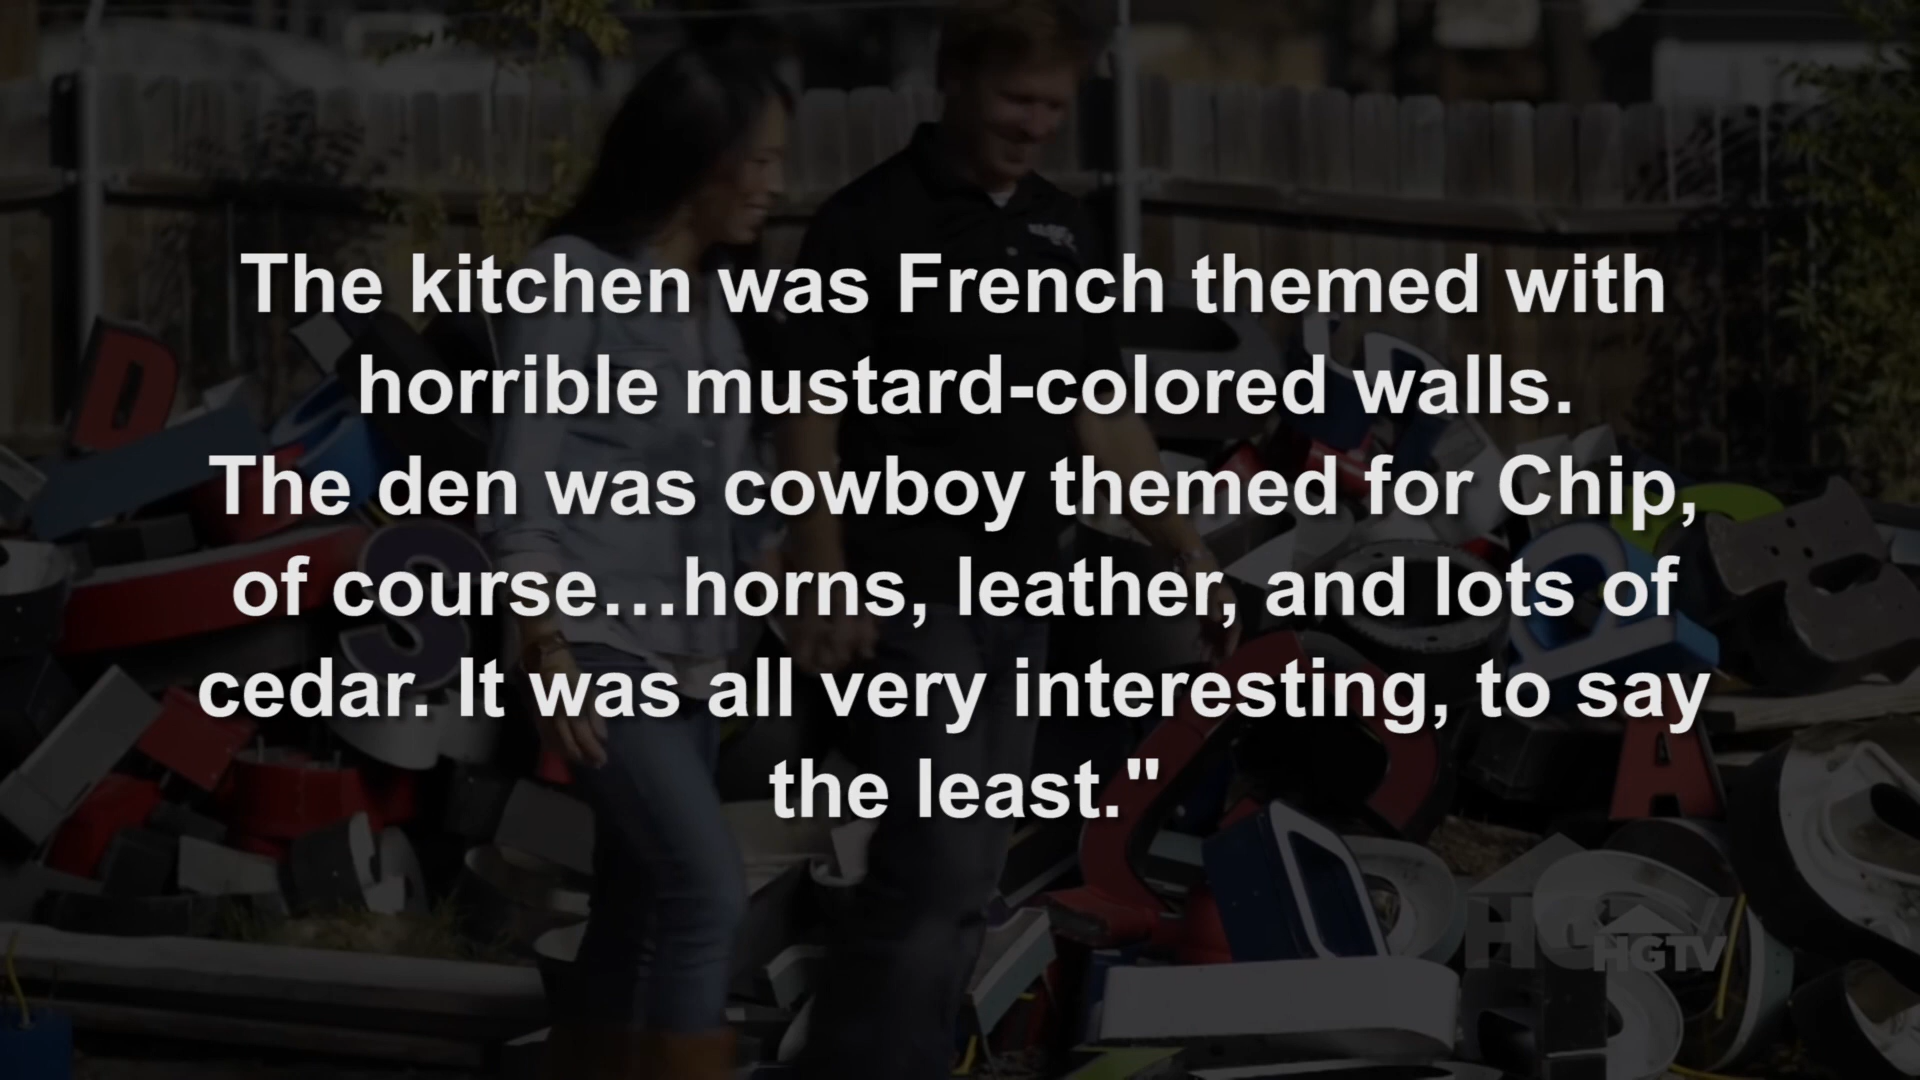 The kitchen was French themed with
horrible mustard-colored walls.
The den was cowboy themed for Chip,
of course…horns, leather, and lots of
cedar. It was all very interesting, to say
the least."
D
S
A
HGTV
HGTV